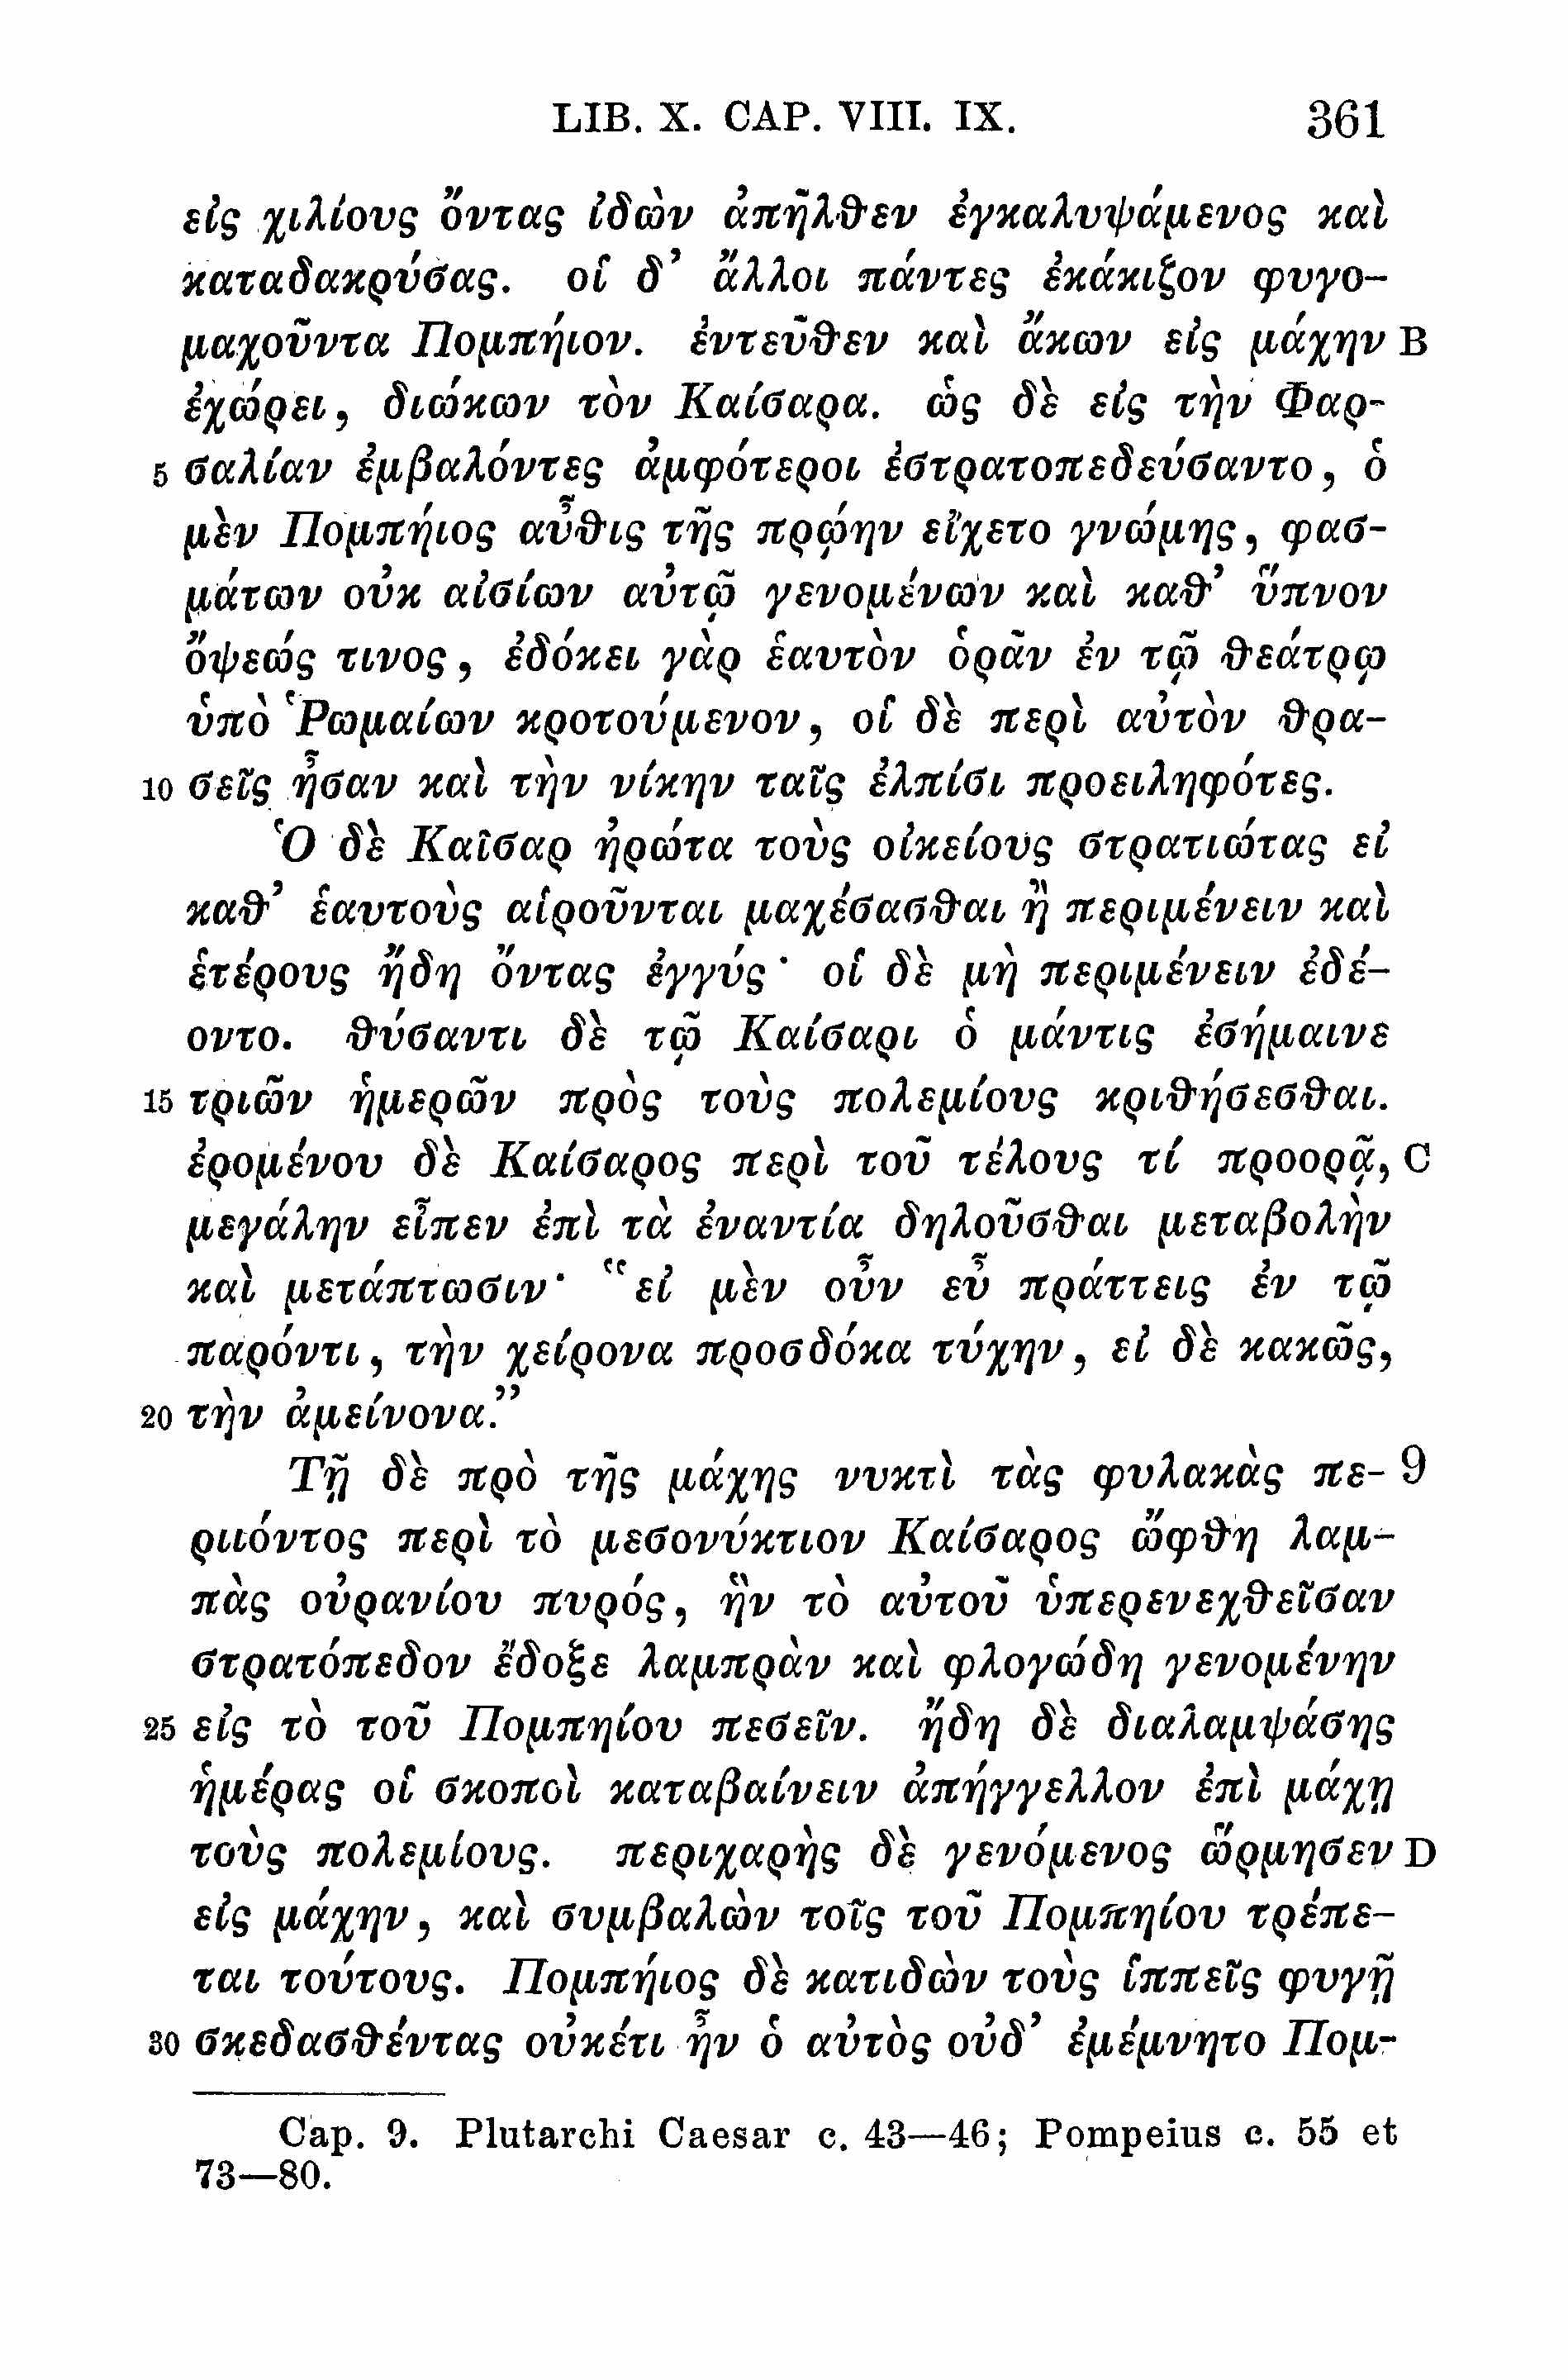 LIB. X. CAP. VIII. IX. 361
εἰς χιλίους ὄντας ἰδὼν ἀπῆλθεν ἐγκαλυψάμενος καὶ
καταδακρύσας. οἱ δ’ ἄλλοι πάντες ἐκάκιζον φυγο-
μαχοῦντα Πομπήιον. ἐντεῦθεν καὶ ἄκων εἰς μάχην B
ἐχώρει, διώκων τὸν Καίσαρα. ὡς δὲ εἰς τὴν Φαρ-
5 σαλίαν ἐμβαλόντες ἀμφότεροι ἐστρατοπεδεύσαντο, ὁ
μὲν Πομπήιος αὖθις τῆς πρῴην εἴχετο γνώμης, φασ-
μάτων οὐκ αἰσίων αὐτῷ γενομένων καὶ καθ’ ὕπνον
ὄψεώς τινος, ἐδόκει γὰρ ἑαυτὸν ὁρᾶν ἐν τῷ θεάτρῳ
ὑπὸ Ῥωμαίων κροτούμενον, οἱ δὲ περὶ αὐτὸν θρα-
10 σεῖς ἦσαν καὶ τὴν νίκην ταῖς ἐλπίσι προειληφότες.
Ὁ δὲ Καῖσαρ ἠρώτα τοὺς οἰκείους στρατιώτας εἰ
καθ’ ἑαυτοὺς αἱροῦνται μαχέσασθαι ἢ περιμένειν καὶ
ἑτέρους ἤδη ὄντας ἐγγύς· οἱ δὲ μὴ περιμένειν ἐδέ-
οντο. θύσαντι δὲ τῷ Καίσαρι ὁ μάντις ἐσήμαινε
15 τριῶν ἡμερῶν πρὸς τοὺς πολεμίους κριθήσεσθαι.
ἐρομένου δὲ Καίσαρος περὶ τοῦ τέλους τί προορᾷ, C
μεγάλην εἶπεν ἐπὶ τὰ ἐναντία δηλοῦσθαι μεταβολὴν
καὶ μετάπτωσιν· “εἰ μὲν οὖν εὖ πράττεις ἐν τῷ
παρόντι, τὴν χείρονα προσδόκα τύχην, εἰ δὲ κακῶς,
20 τὴν ἀμείνονα.”
Τῇ δὲ πρὸ τῆς μάχης νυκτὶ τὰς φυλακὰς πε- 9
ριιόντος περὶ τὸ μεσονύκτιον Καίσαρος ὤφθη λαμ-
πὰς οὐρανίου πυρός, ἣν τὸ αὐτοῦ ὑπερενεχθεῖσαν
στρατόπεδον ἔδοξε λαμπρὰν καὶ φλογώδη γενομένην
25 εἰς τὸ τοῦ Πομπηίου πεσεῖν. ἤδη δὲ διαλαμψάσης
ἡμέρας οἱ σκοποὶ καταβαίνειν ἀπήγγελλον ἐπὶ μάχῃ
τοὺς πολεμίους. περιχαρὴς δὲ γενόμενος ὥρμησεν D
εἰς μάχην, καὶ συμβαλὼν τοῖς τοῦ Πομπηίου τρέπε-
ται τούτους. Πομπήιος δὲ κατιδὼν τοὺς ἱππεῖς φυγῇ
30 σκεδασθέντας οὐκέτι ἦν ὁ αὐτὸς οὐδ’ ἐμέμνητο Πομ-
Cap. 9. Plutarchi Caesar c. 43—46; Pompeius c. 55 et
73—80.